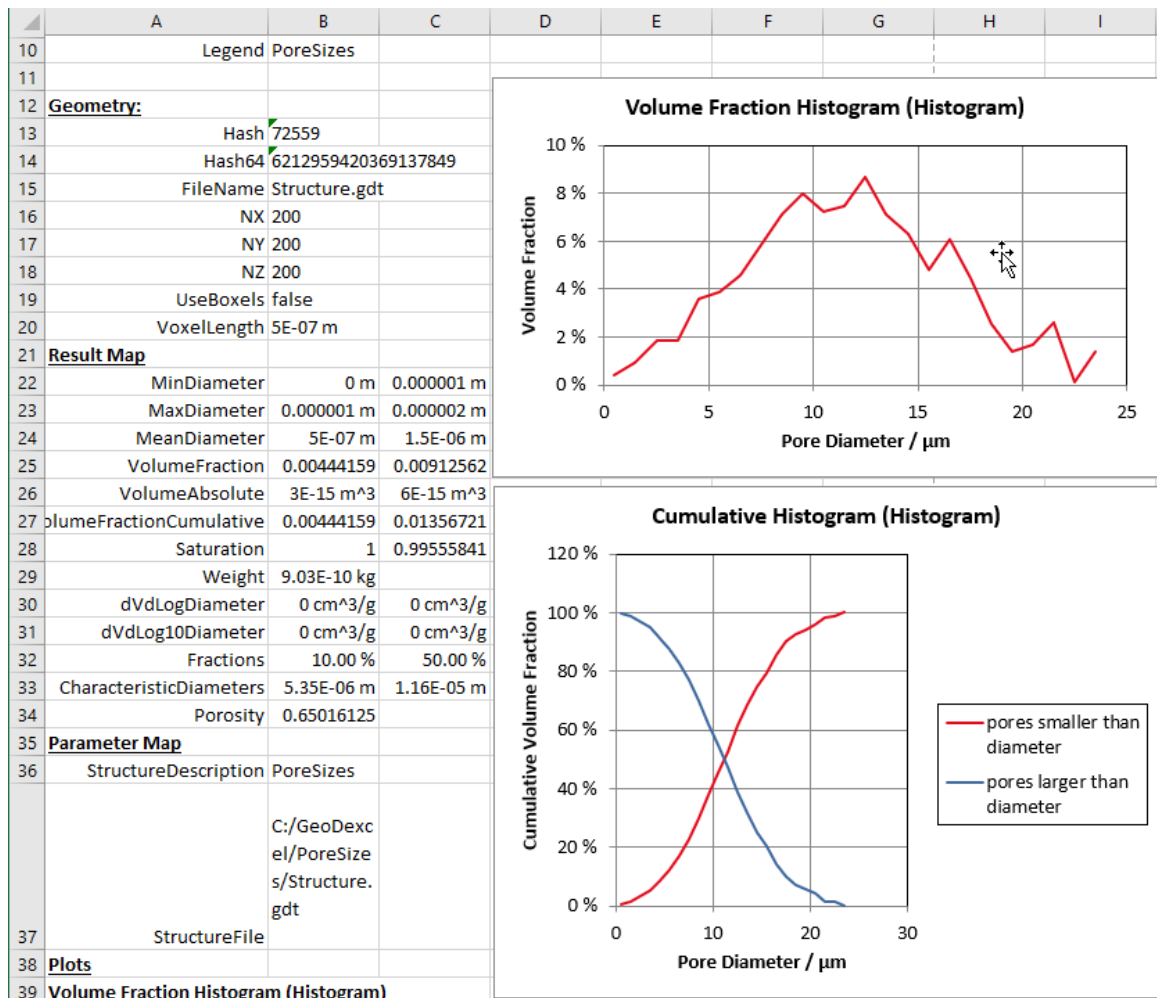 A B C D E F G H I
10 Legend PoreSizes
11
12 Geometry:
13 Hash 72559
14 Hash64 6212959420369137849
15 FileName Structure.gdt
16 NX 200
17 NY 200
18 NZ 200
19 UseBoxels false
20 VoxelLength 5E-07 m
21 Result Map
22 MinDiameter 0 m 0.000001 m
23 MaxDiameter 0.000001 m 0.000002 m
24 MeanDiameter 5E-07 m 1.5E-06 m
25 VolumeFraction 0.00444159 0.00912562
26 VolumeAbsolute 3E-15 m^3 6E-15 m^3
27 olumeFractionCumulative 0.00444159 0.01356721
28 Saturation 1 0.99555841
29 Weight 9.03E-10 kg
30 dVdLogDiameter 0 cm^3/g 0 cm^3/g
31 dVdLog10Diameter 0 cm^3/g 0 cm^3/g
32 Fractions 10.00 % 50.00 %
33 CharacteristicDiameters 5.35E-06 m 1.16E-05 m
34 Porosity 0.65016125
35 Parameter Map
36 StructureDescription PoreSizes
C:/GeoDexc
el/PoreSize
s/Structure.
gdt
37 StructureFile
38 Plots
39 Volume Fraction Histogram (Histogram)
Volume Fraction Histogram (Histogram)
Volume Fraction
10 %
8 %
6 %
4 %
2 %
0 %
0 5 10 15 20 25
Pore Diameter / µm
Cumulative Histogram (Histogram)
Cumulative Volume Fraction
120 %
100 %
80 %
60 %
40 %
20 %
0 %
0 10 20 30
Pore Diameter / µm
pores smaller than
diameter
pores larger than
diameter